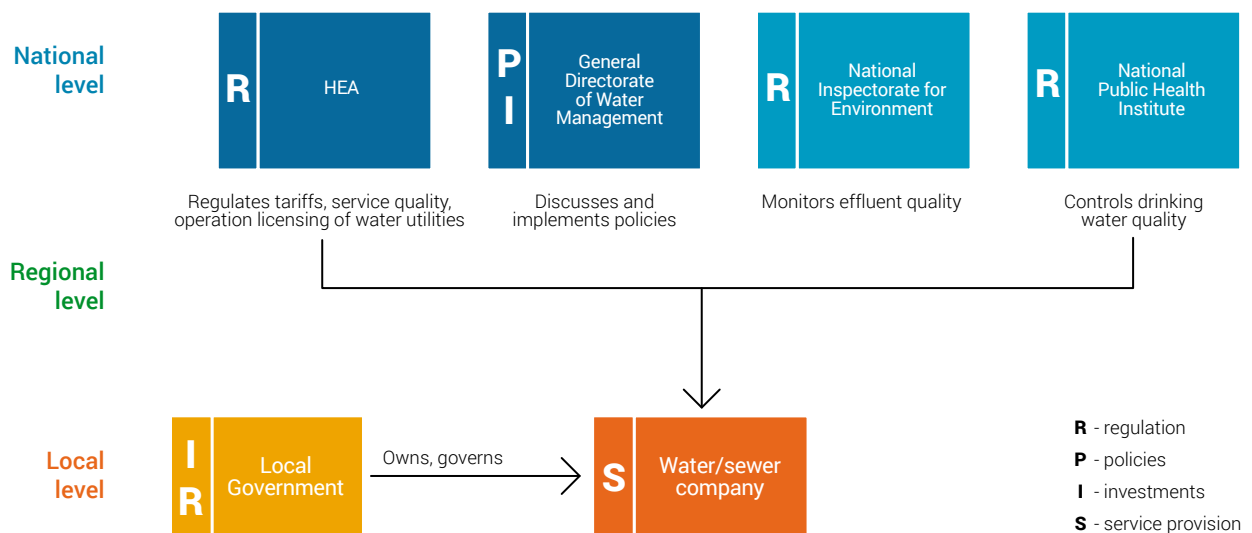 National
level
R
HEA
P
I
General
Directorate
of Water
Management
R
National
Inspectorate for
Environment
R
National
Public Health
Institute
Regulates tariffs, service quality,
operation licensing of water utilities
Discusses and
implements policies
Monitors effluent quality
Controls drinking
water quality
Regional
level
Local
level
I
R
Local
Government
Owns, governs
S
Water/sewer
company
R - regulation
P - policies
I - investments
S - service provision